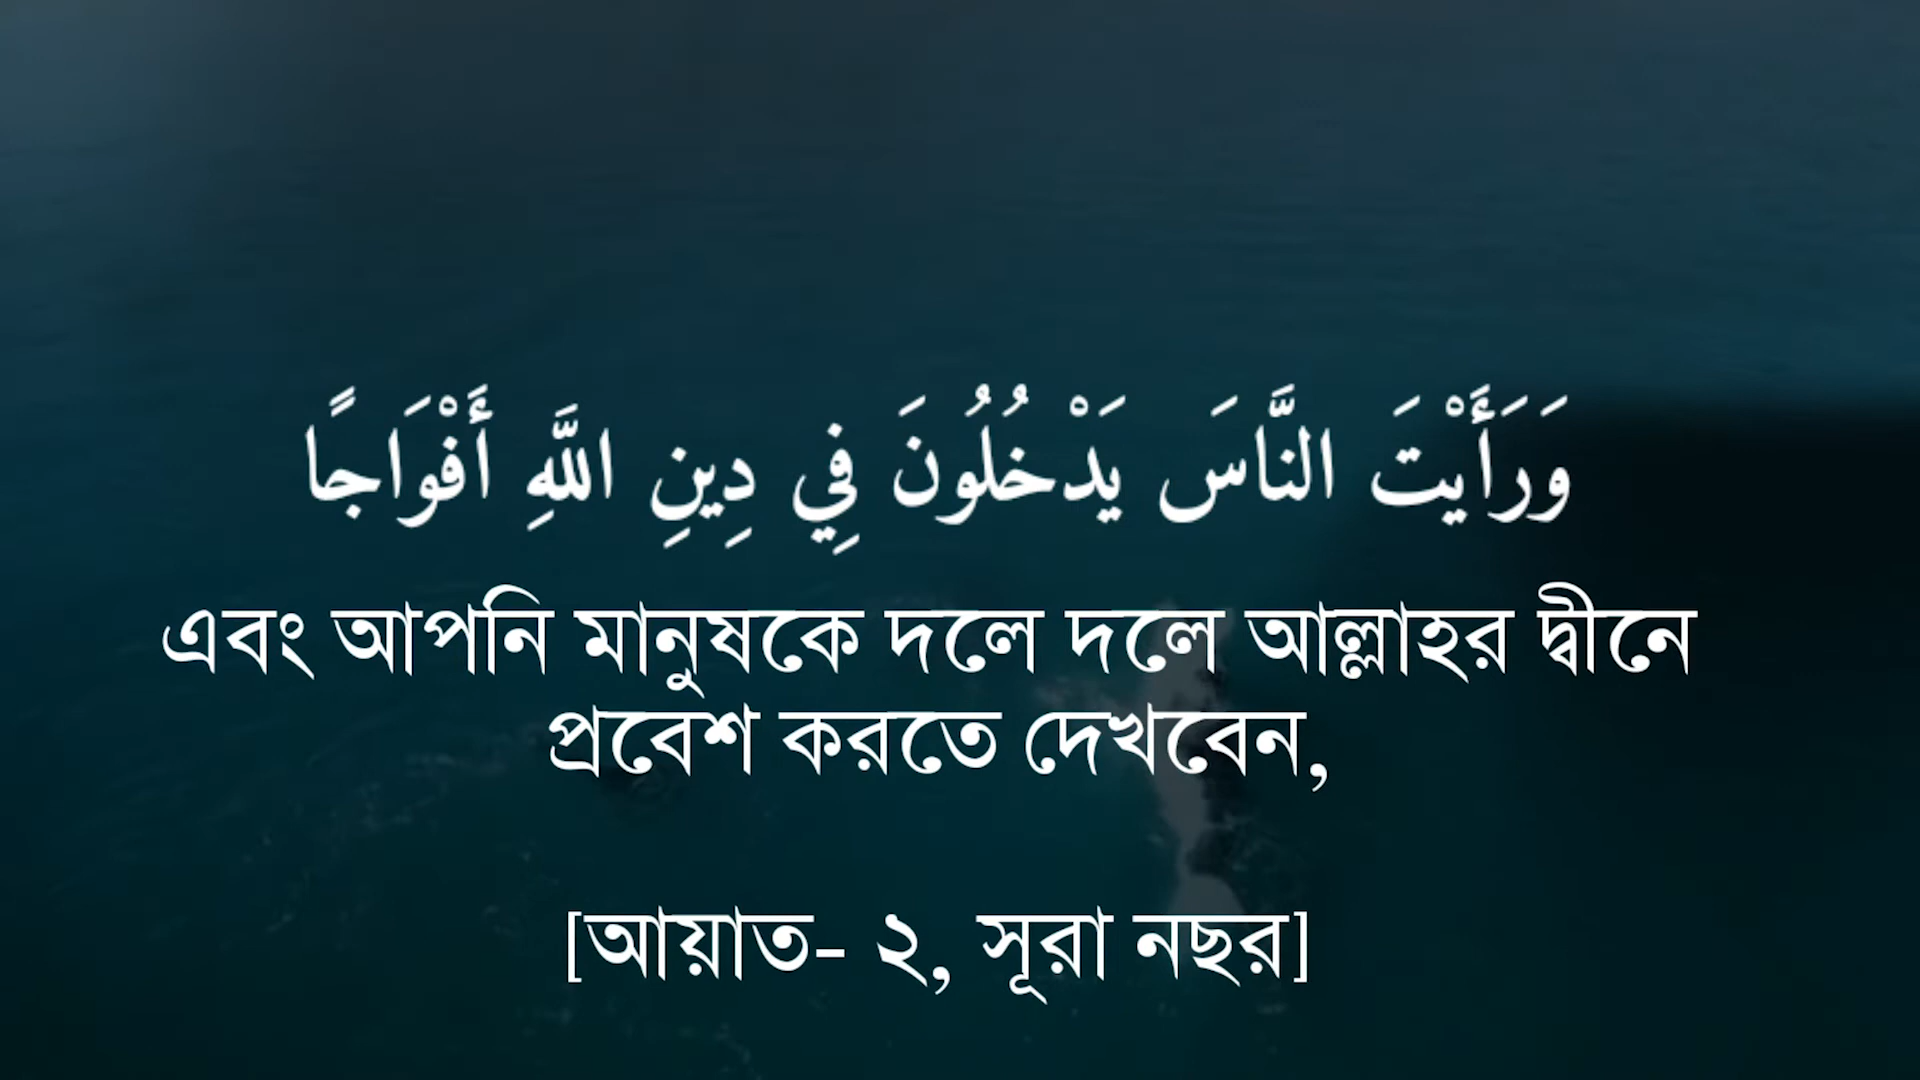 وَرَأَيْتَ النَّاسَ يَدْخُلُونَ فِي دِينِ اللَّهِ أَفْوَاجًا
এবং আপনি মানুষকে দলে দলে আল্লাহর দ্বীনে
প্রবেশ করতে দেখবেন,
[আয়াত- ২, সূরা নছর]